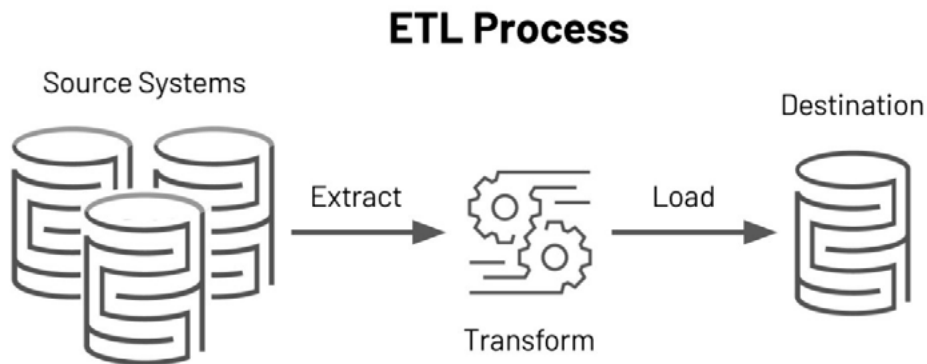 ETL Process
Source Systems
Destination
Extract
Load
Transform